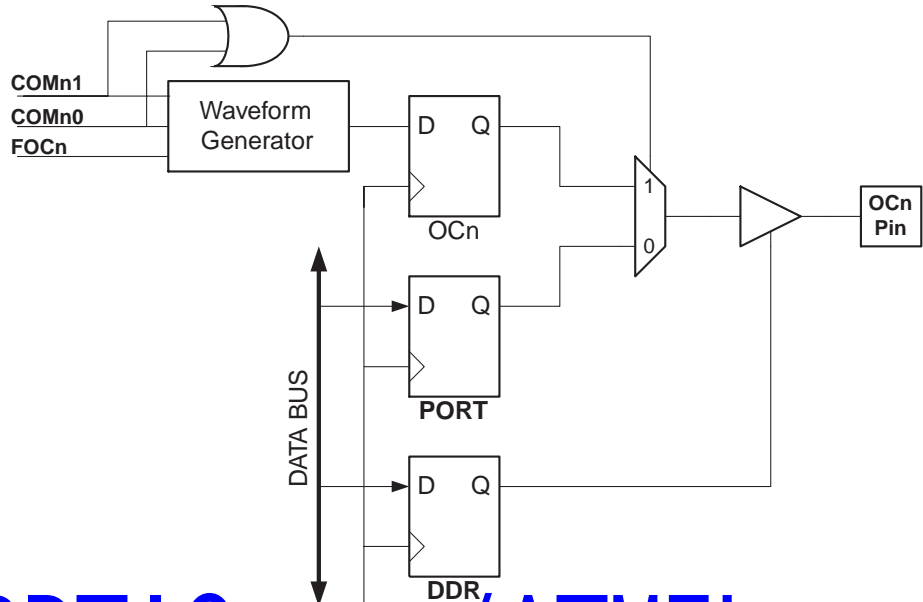 COMn1
COMn0
FOCn
Waveform
Generator
D Q
OCn
1
0
OCn
Pin
D Q
PORT
DATA BUS
D Q
DDR